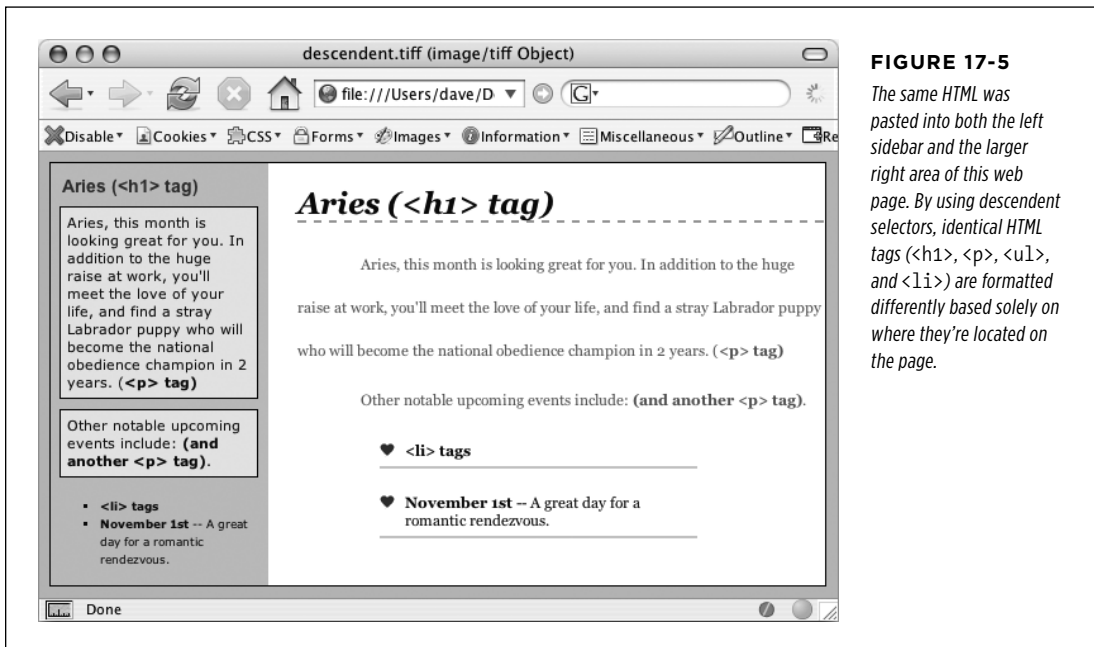 descendent.tiff (image/tiff Object)
file:///Users/dave/D
G
Disable Cookies CSS Forms Images Information Miscellaneous Outline Re
Aries (<h1> tag)
Aries, this month is
looking great for you. In
addition to the huge
raise at work, you'll
meet the love of your
life, and find a stray
Labrador puppy who will
become the national
obedience champion in 2
years. (<p> tag)
Other notable upcoming
events include: (and
another <p> tag).
<li> tags
November 1st -- A great
day for a romantic
rendezvous.
Aries (<h1> tag)
Aries, this month is looking great for you. In addition to the huge
raise at work, you'll meet the love of your life, and find a stray Labrador puppy
who will become the national obedience champion in 2 years. (<p> tag)
Other notable upcoming events include: (and another <p> tag).
<li> tags
November 1st -- A great day for a
romantic rendezvous.
Done
FIGURE 17-5
The same HTML was
pasted into both the left
sidebar and the larger
right area of this web
page. By using descendent
selectors, identical HTML
tags (<h1>, <p>, <ul>,
and <li>) are formatted
differently based solely on
where they're located on
the page.